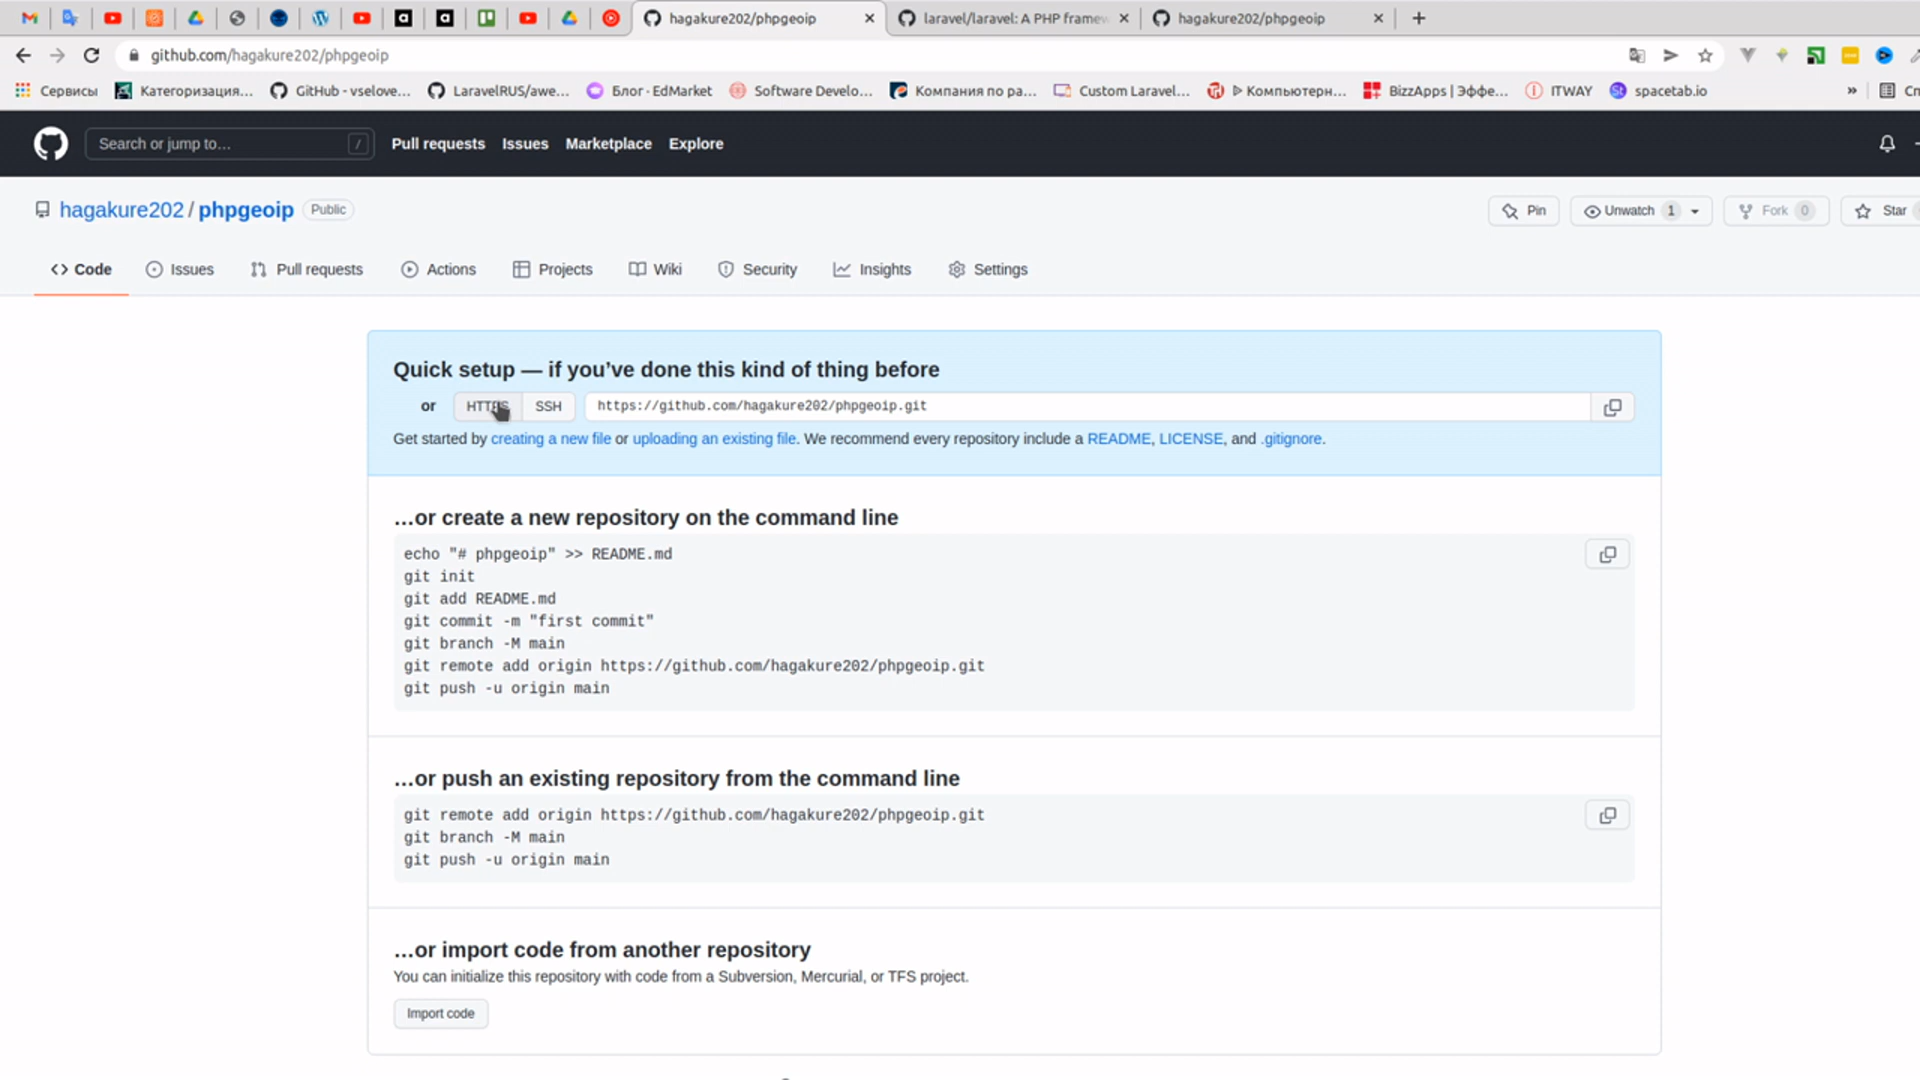 hagakure202/phpgeoip
laravel/laravel: A PHP framew
hagakure202/phpgeoip
github.com/hagakure202/phpgeoip
Сервисы
Категоризация...
GitHub - vselove...
LaravelRUS/awe...
Блог · EdMarket
Software Develo...
Компания по ра...
Custom Laravel...
ᐅ Компьютерн...
BizzApps | Эффе...
ITWAY
spacetab.io
»
Сп
Search or jump to...
/
Pull requests
Issues
Marketplace
Explore
hagakure202 / phpgeoip
Public
Pin
Unwatch 1
Fork 0
Star
Code
Issues
Pull requests
Actions
Projects
Wiki
Security
Insights
Settings
Quick setup — if you’ve done this kind of thing before
or
HTTPS
SSH
https://github.com/hagakure202/phpgeoip.git
Get started by creating a new file or uploading an existing file. We recommend every repository include a README, LICENSE, and .gitignore.
…or create a new repository on the command line
echo "# phpgeoip" >> README.md
git init
git add README.md
git commit -m "first commit"
git branch -M main
git remote add origin https://github.com/hagakure202/phpgeoip.git
git push -u origin main
…or push an existing repository from the command line
git remote add origin https://github.com/hagakure202/phpgeoip.git
git branch -M main
git push -u origin main
…or import code from another repository
You can initialize this repository with code from a Subversion, Mercurial, or TFS project.
Import code